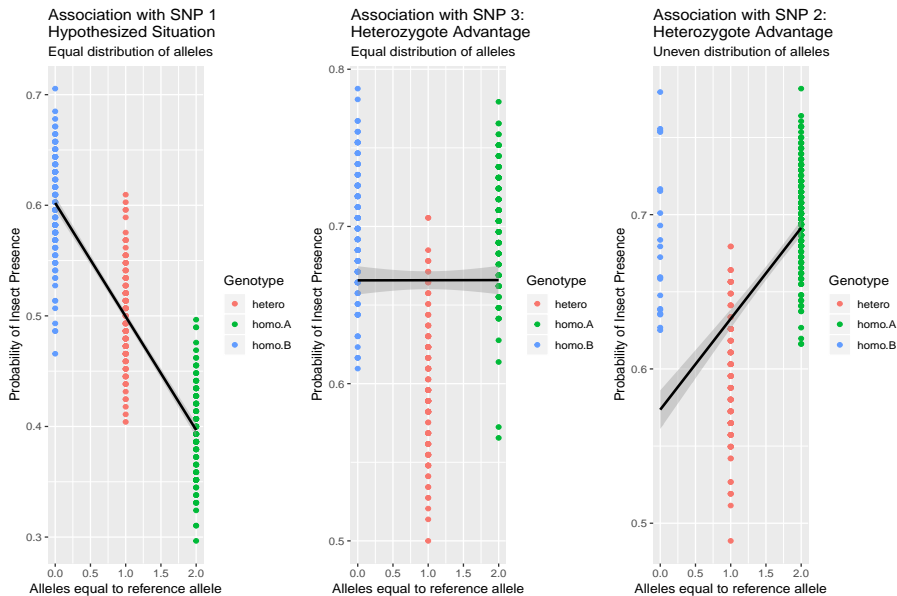 Association with SNP 1
Hypothesized Situation
Equal distribution of alleles
0.7
0.6
0.5
0.4
0.3
Probability of Insect Presence
0.0 0.5 1.0 1.5 2.0
Alleles equal to reference allele
Genotype
hetero
homo.A
homo.B
Association with SNP 3:
Heterozygote Advantage
Equal distribution of alleles
0.8
0.7
0.6
0.5
Probability of Insect Presence
0.0 0.5 1.0 1.5 2.0
Alleles equal to reference allele
Genotype
hetero
homo.A
homo.B
Association with SNP 2:
Heterozygote Advantage
Uneven distribution of alleles
0.7
0.6
0.5
Probability of Insect Presence
0.0 0.5 1.0 1.5 2.0
Alleles equal to reference allele
Genotype
hetero
homo.A
homo.B